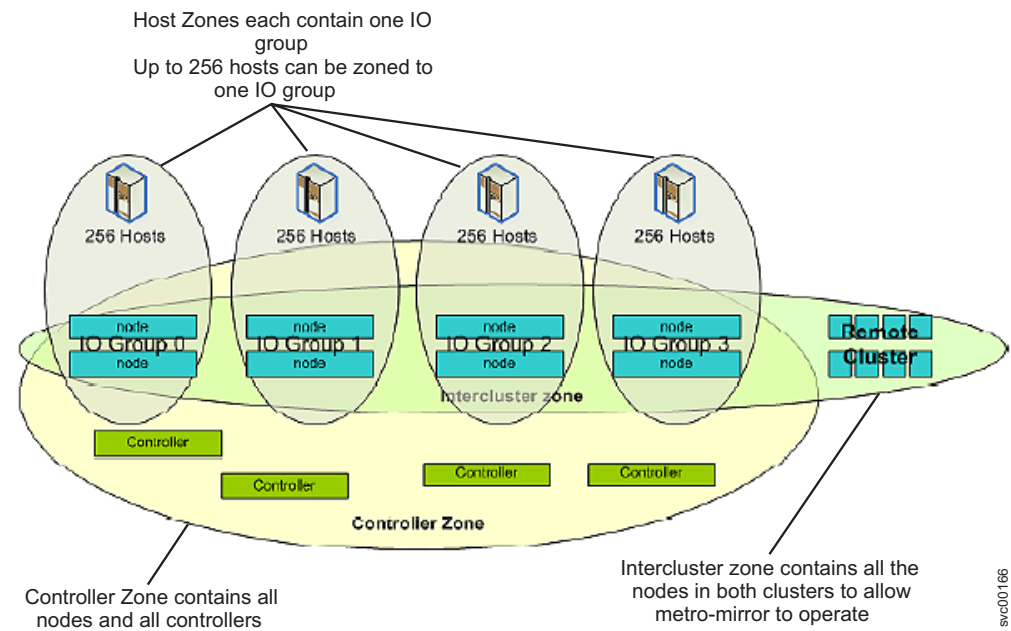 Host Zones each contain one IO
group
Up to 256 hosts can be zoned to
one IO group
256 Hosts
256 Hosts
256 Hosts
256 Hosts
node
node
node
node
IO Group 0
IO Group 1
IO Group 2
IO Group 3
Remote
Cluster
node
node
node
node
Intercluster zone
Controller
Controller
Controller
Controller
Controller Zone
Controller Zone contains all
nodes and all controllers
Intercluster zone contains all the
nodes in both clusters to allow
metro-mirror to operate
svc00166